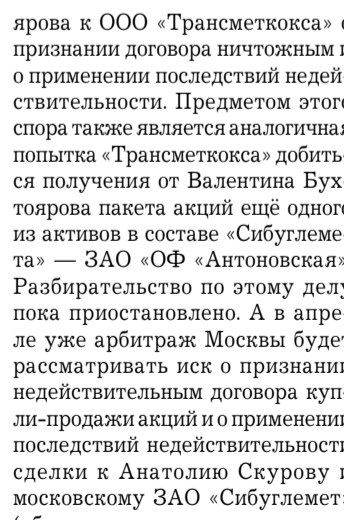 ярова к ООО «Трансметкокса» о
признании договора ничтожным и
о применении последствий недей-
ствительности. Предметом этого
спора также является аналогичная
попытка «Трансметкокса» добить-
ся получения от Валентина Бух-
тоярова пакета акций ещё одного
из активов в составе «Сибуглеме-
та» — ЗАО «ОФ «Антоновская».
Разбирательство по этому делу
пока приостановлено. А в апре-
ле уже арбитраж Москвы будет
рассматривать иск о признании
недействительным договора куп-
ли-продажи акций и о применении
последствий недействительности
сделки к Анатолию Скурову и
московскому ЗАО «Сибуглемет»